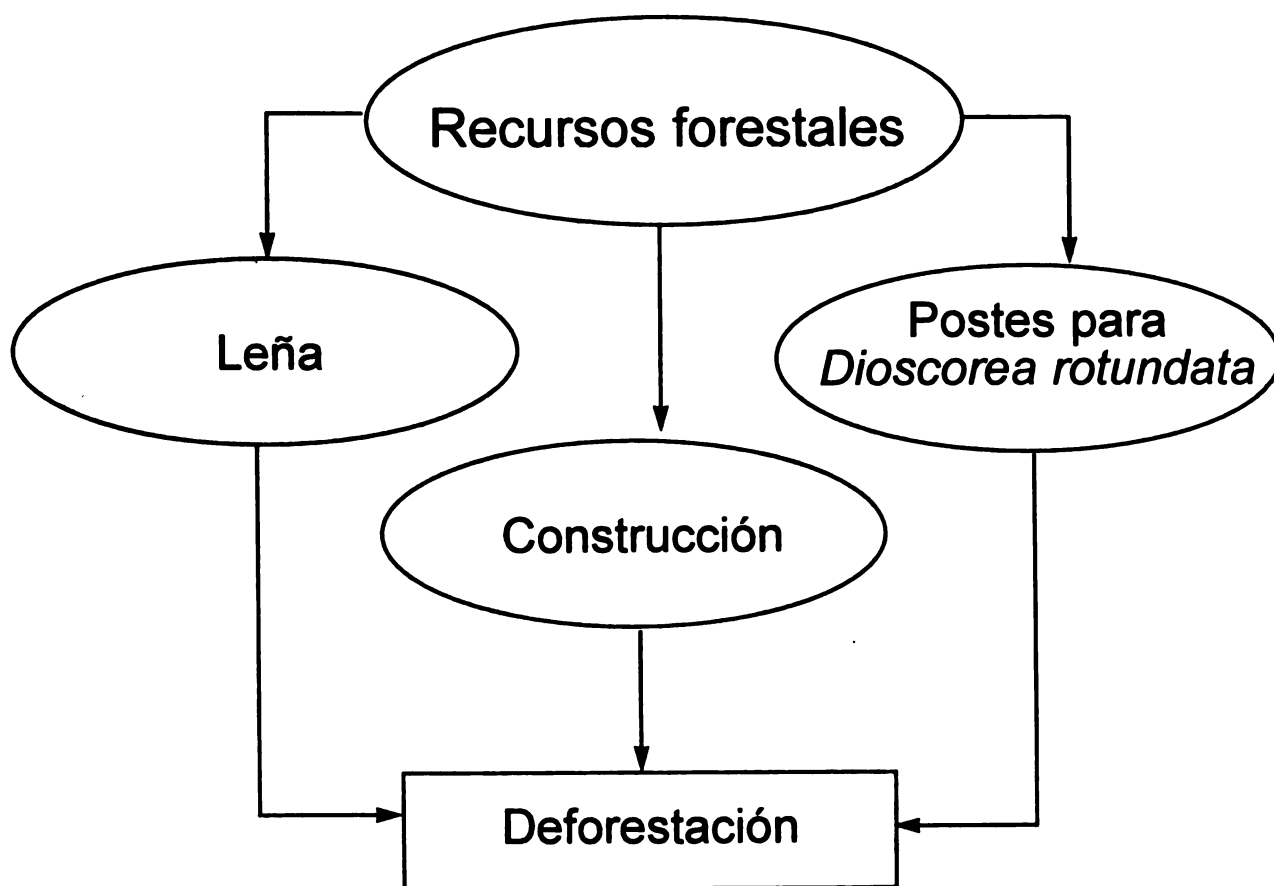 Recursos forestales
Leña
Postes para
Dioscorea rotundata
Construcción
Deforestación